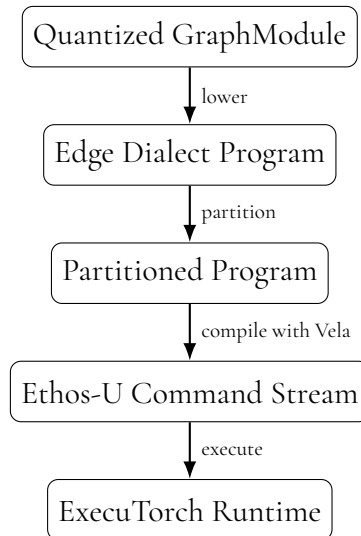 Quantized GraphModule
lower
Edge Dialect Program
partition
Partitioned Program
compile with Vela
Ethos-U Command Stream
execute
ExecuTorch Runtime